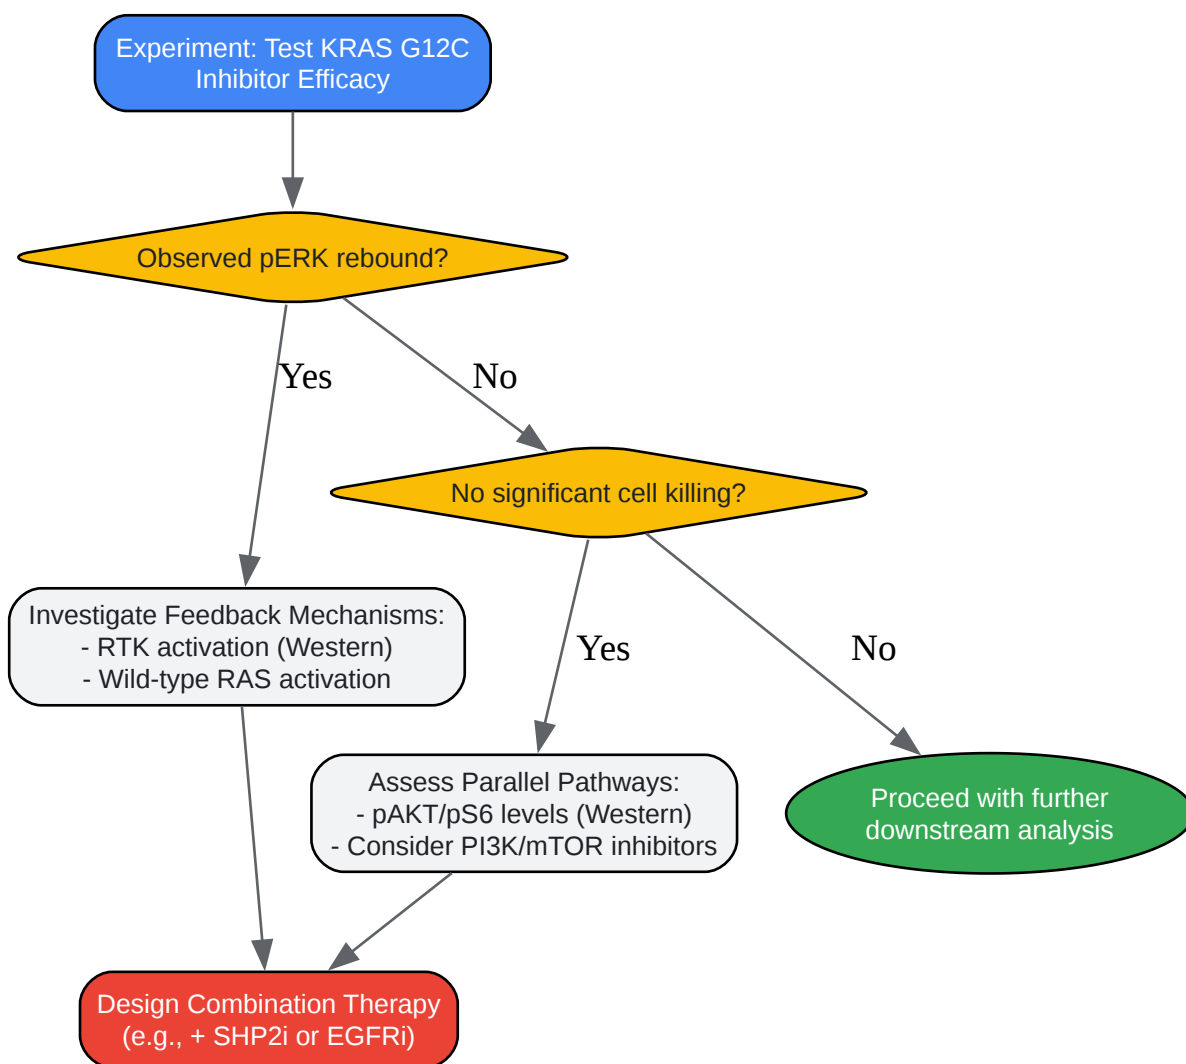 Experiment: Test KRAS G12C
Inhibitor Efficacy
Observed pERK rebound?
Yes
No
No significant cell killing?
Investigate Feedback Mechanisms:
- RTK activation (Western)
- Wild-type RAS activation
Yes
No
Assess Parallel Pathways:
- pAKT/pS6 levels (Western)
- Consider PI3K/mTOR inhibitors
Proceed with further
downstream analysis
Design Combination Therapy
(e.g., + SHP2i or EGFRi)